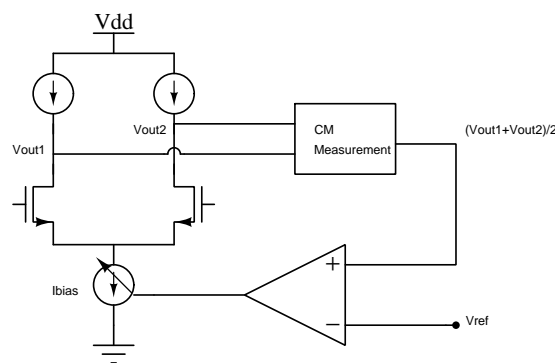 Vdd
Vout2
CM
Measurement
(Vout1+Vout2)/2
Vout1
+
Ibias
−
Vref